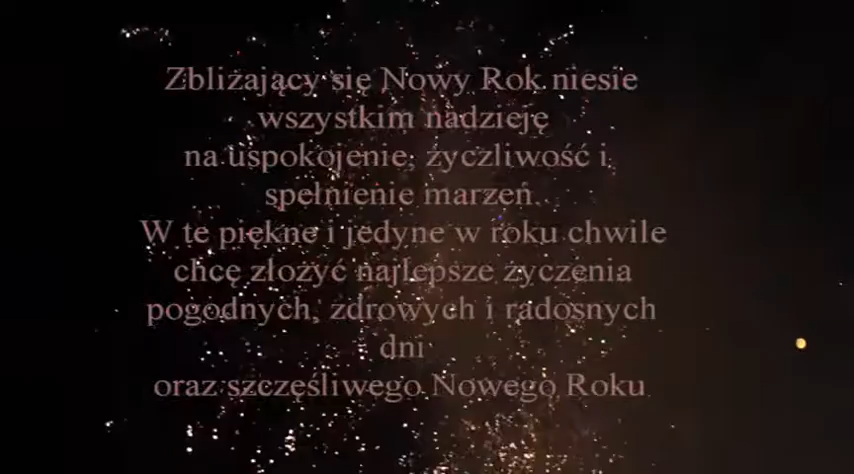 Zbliżający się Nowy Rok niesie
wszystkim nadzieję
na uspokojenie, życzliwość i
spełnienie marzeń.
W te piękne i jedyne w roku chwile
chcę złożyć najlepsze życzenia
pogodnych, zdrowych i radosnych
dni
oraz szczęśliwego Nowego Roku